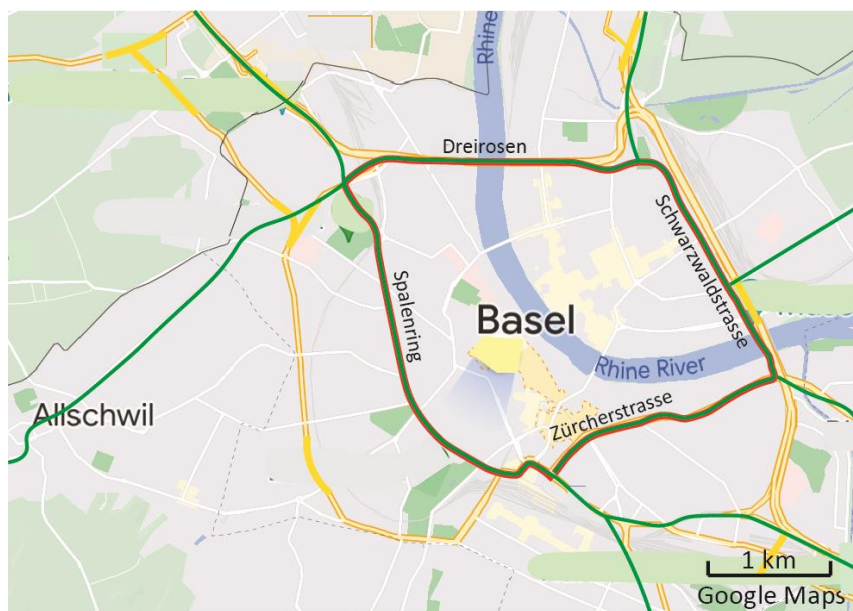 Rhine
Dreirosen
Schwarzwaldstrasse
Spalenring
Basel
Rhine River
Allschwil
Zürcherstrasse
1 km
Google Maps